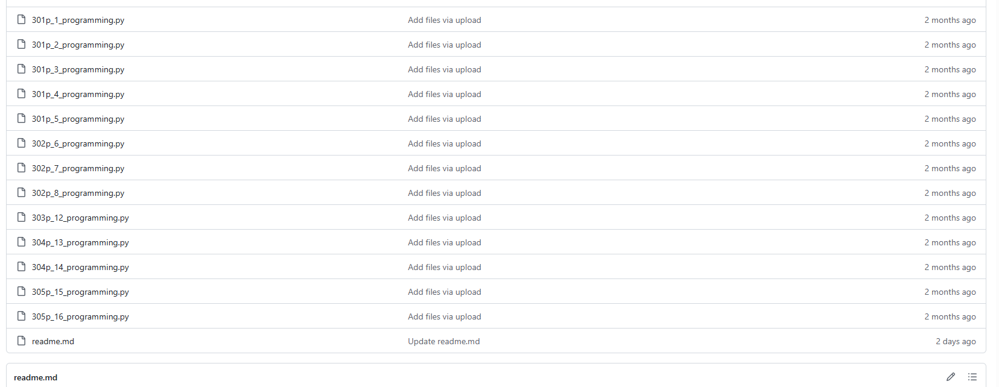 301p_1_programming.py Add files via upload 2 months ago
301p_2_programming.py Add files via upload 2 months ago
301p_3_programming.py Add files via upload 2 months ago
301p_4_programming.py Add files via upload 2 months ago
301p_5_programming.py Add files via upload 2 months ago
302p_6_programming.py Add files via upload 2 months ago
302p_7_programming.py Add files via upload 2 months ago
302p_8_programming.py Add files via upload 2 months ago
303p_12_programming.py Add files via upload 2 months ago
304p_13_programming.py Add files via upload 2 months ago
304p_14_programming.py Add files via upload 2 months ago
305p_15_programming.py Add files via upload 2 months ago
305p_16_programming.py Add files via upload 2 months ago
readme.md Update readme.md 2 days ago
readme.md